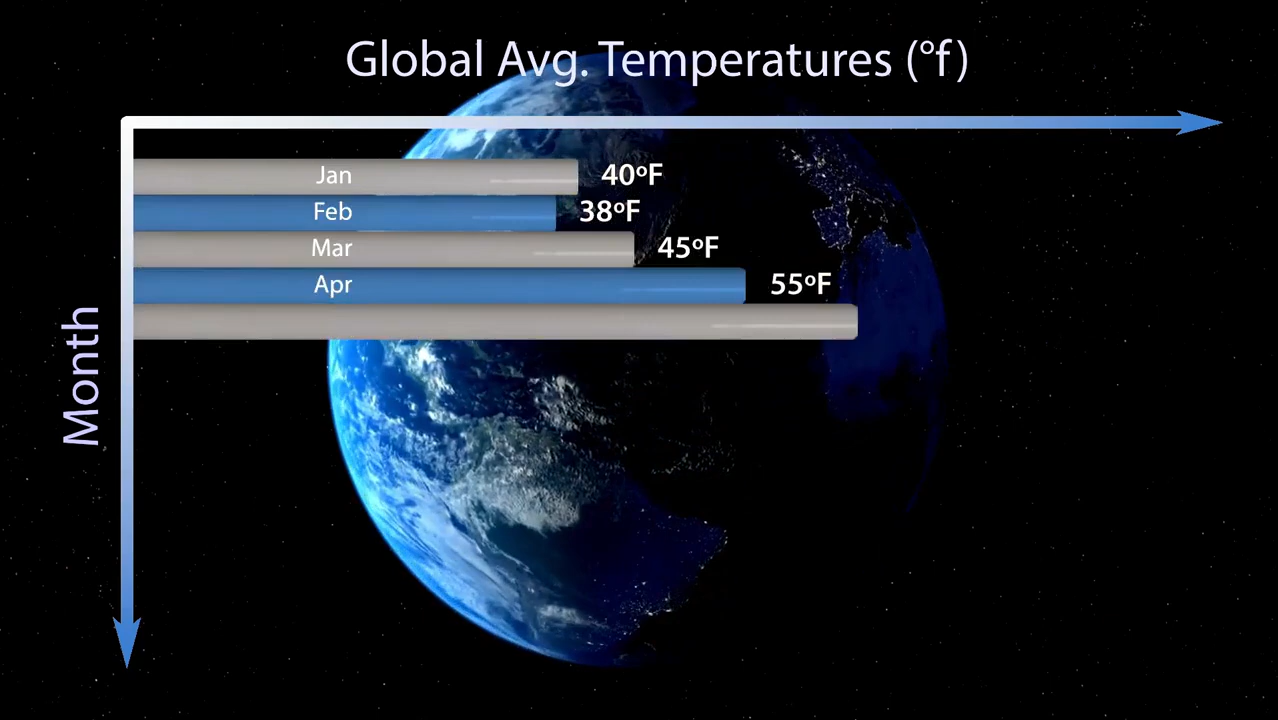 Global Avg. Temperatures (°f)
Jan 40ºF
Feb 38ºF
Mar 45ºF
Apr 55ºF
Month